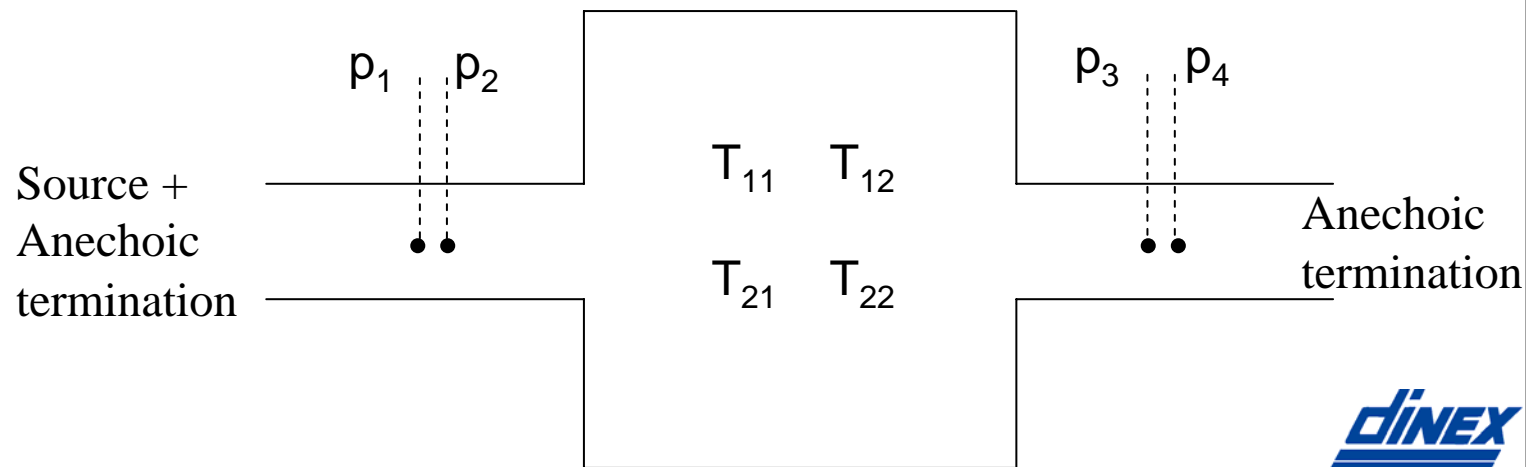 p₁ p₂
p₃ p₄
T₁₁ T₁₂
Source +
Anechoic
termination
T₂₁ T₂₂
Anechoic
termination
dinex